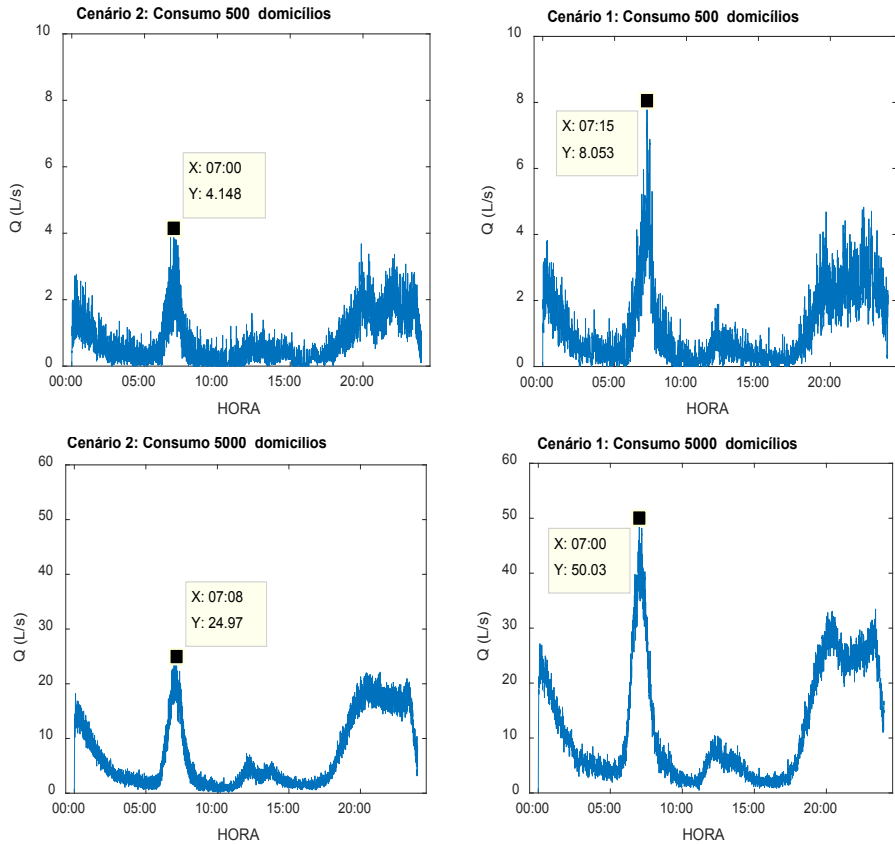 Cenário 2: Consumo 500  domicílios
10
8
6
4
2
0
Q (L/s)
X: 07:00
Y: 4.148
00:00
05:00
10:00
15:00
20:00
HORA
Cenário 1: Consumo 500  domicílios
10
8
6
4
2
0
Q (L/s)
X: 07:15
Y: 8.053
00:00
05:00
10:00
15:00
20:00
HORA
Cenário 2: Consumo 5000  domicílios
60
50
40
30
20
10
0
Q (L/s)
X: 07:08
Y: 24.97
00:00
05:00
10:00
15:00
20:00
HORA
Cenário 1: Consumo 5000  domicílios
60
50
40
30
20
10
0
Q (L/s)
X: 07:00
Y: 50.03
00:00
05:00
10:00
15:00
20:00
HORA